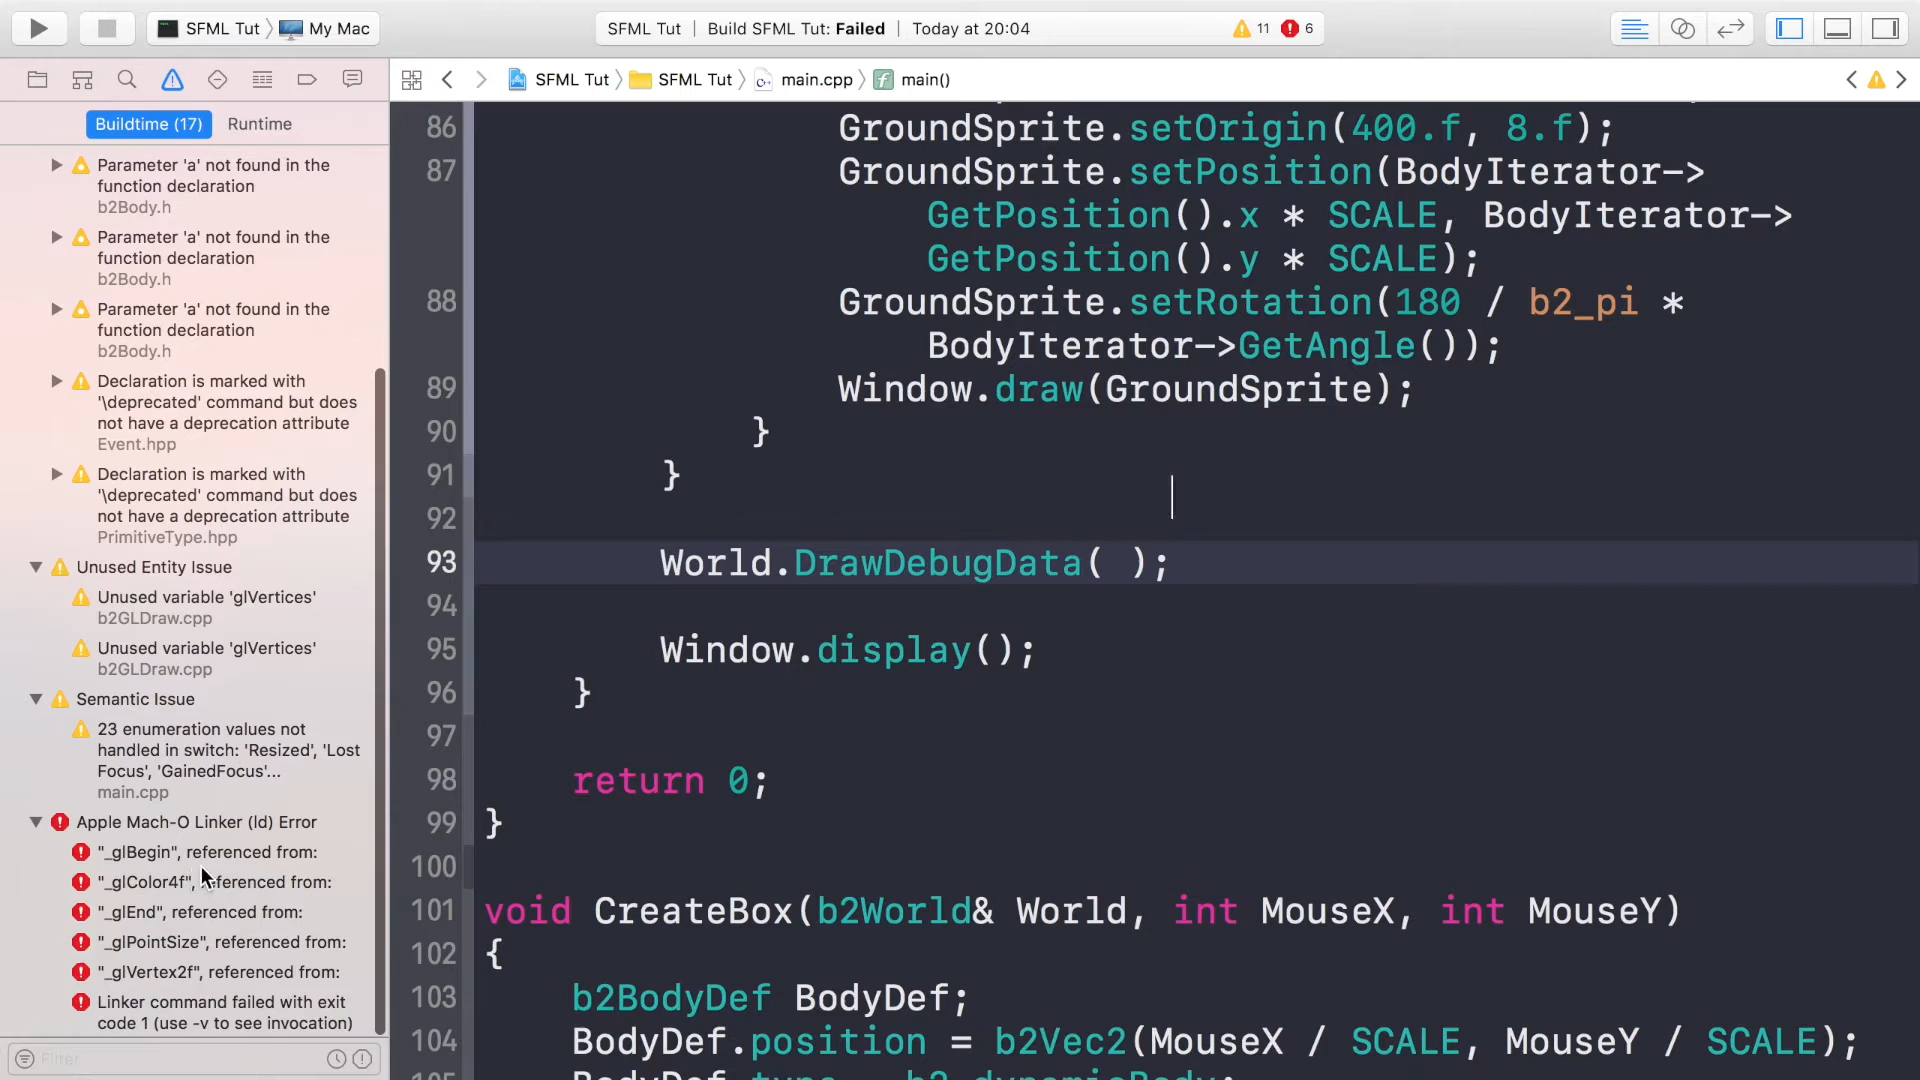 SFML Tut My Mac
SFML Tut Build SFML Tut: Failed Today at 20:04 11 6
SFML Tut SFML Tut main.cpp main()
Buildtime (17) Runtime
Parameter 'a' not found in the
function declaration
b2Body.h
Parameter 'a' not found in the
function declaration
b2Body.h
Parameter 'a' not found in the
function declaration
b2Body.h
Declaration is marked with
'\deprecated' command but does
not have a deprecation attribute
Event.hpp
Declaration is marked with
'\deprecated' command but does
not have a deprecation attribute
PrimitiveType.hpp
Unused Entity Issue
Unused variable 'glVertices'
b2GLDraw.cpp
Unused variable 'glVertices'
b2GLDraw.cpp
Semantic Issue
23 enumeration values not
handled in switch: 'Resized', 'Lost
Focus', 'GainedFocus'...
main.cpp
Apple Mach-O Linker (ld) Error
"_glBegin", referenced from:
"_glColor4f", referenced from:
"_glEnd", referenced from:
"_glPointSize", referenced from:
"_glVertex2f", referenced from:
Linker command failed with exit
code 1 (use -v to see invocation)
Filter
86 GroundSprite.setOrigin(400.f, 8.f);
87 GroundSprite.setPosition(BodyIterator->
GetPosition().x * SCALE, BodyIterator->
GetPosition().y * SCALE);
88 GroundSprite.setRotation(180 / b2_pi *
BodyIterator->GetAngle());
89 Window.draw(GroundSprite);
90 }
91 }
92
93 World.DrawDebugData( );
94
95 Window.display();
96 }
97
98 return 0;
99 }
100
101 void CreateBox(b2World& World, int MouseX, int MouseY)
102 {
103 b2BodyDef BodyDef;
104 BodyDef.position = b2Vec2(MouseX / SCALE, MouseY / SCALE);